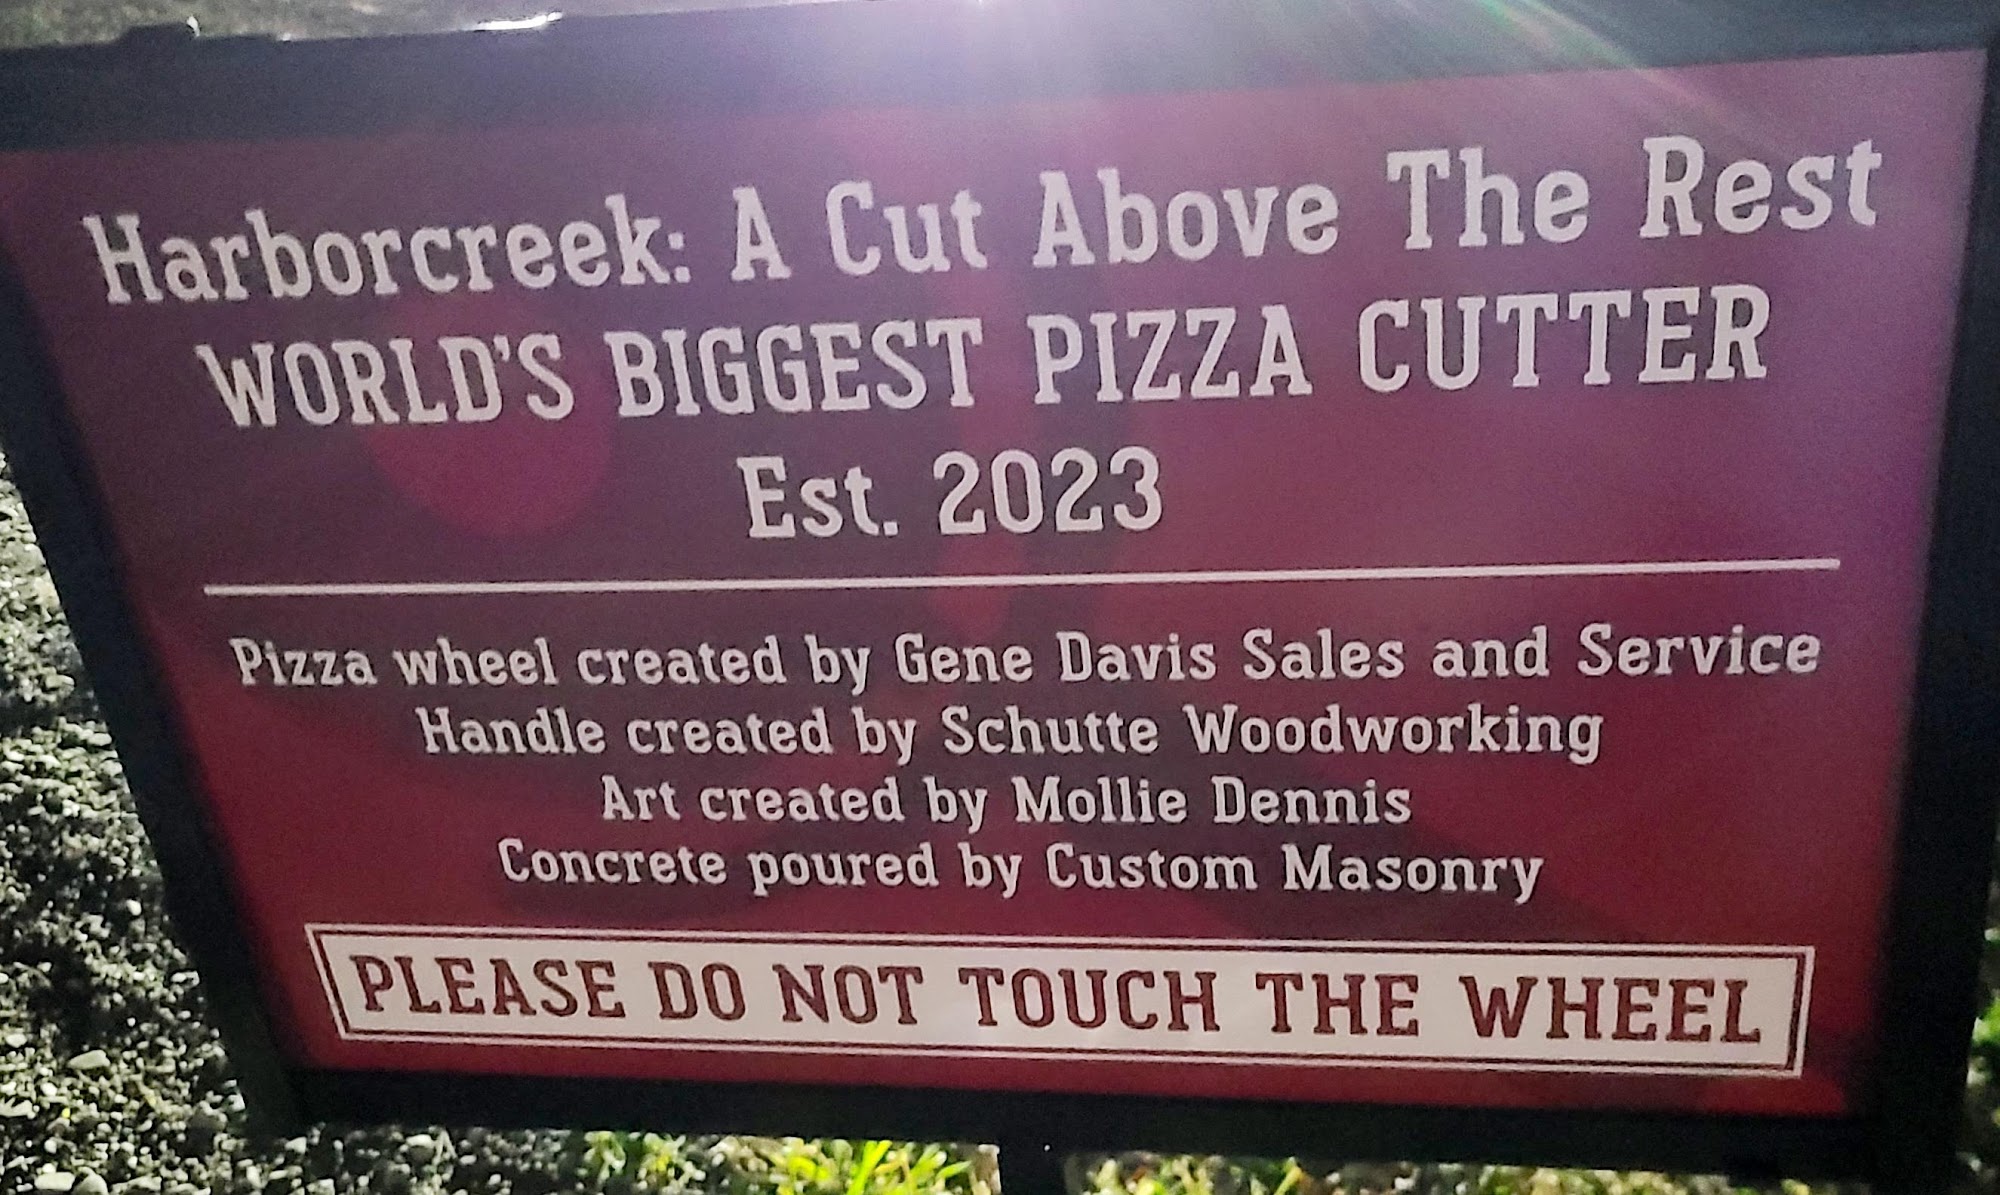 Harborcreek: A Cut Above The Rest
WORLD'S BIGGEST PIZZA CUTTER
Est. 2023
Pizza wheel created by Gene Davis Sales and Service
Handle created by Schutte Woodworking
Art created by Mollie Dennis
Concrete poured by Custom Masonry
PLEASE DO NOT TOUCH THE WHEEL